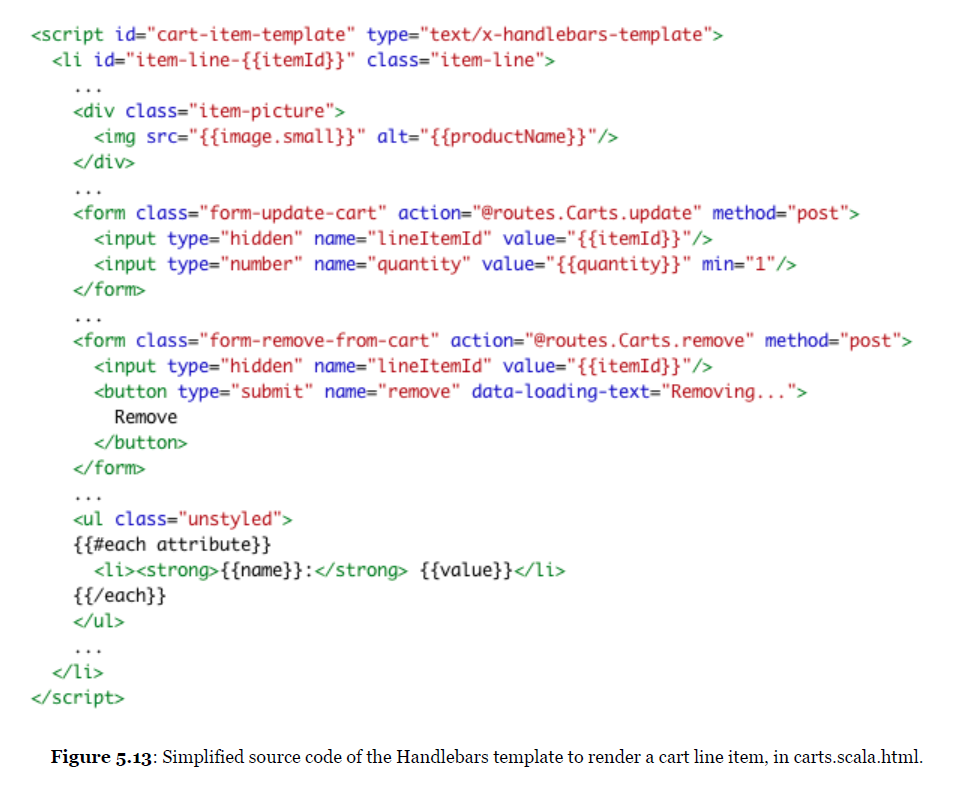 <script id="cart-item-template" type="text/x-handlebars-template">
<li id="item-line-{{itemId}}" class="item-line">
...
<div class="item-picture">
<img src="{{image.small}}" alt="{{productName}}"/>
</div>
...
<form class="form-update-cart" action="@routes.Carts.update" method="post">
<input type="hidden" name="lineItemId" value="{{itemId}}"/>
<input type="number" name="quantity" value="{{quantity}}" min="1"/>
</form>
...
<form class="form-remove-from-cart" action="@routes.Carts.remove" method="post">
<input type="hidden" name="lineItemId" value="{{itemId}}"/>
<button type="submit" name="remove" data-loading-text="Removing...">
Remove
</button>
</form>
...
<ul class="unstyled">
{{#each attribute}}
<li><strong>{{name}}:</strong> {{value}}</li>
{{/each}}
</ul>
...
</li>
</script>
Figure 5.13: Simplified source code of the Handlebars template to render a cart line item, in carts.scala.html.